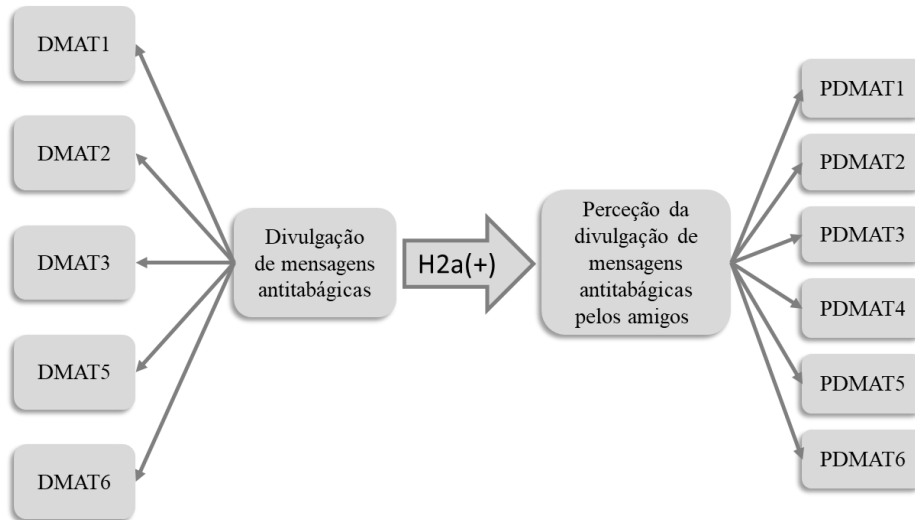 DMAT1
DMAT2
DMAT3
DMAT5
DMAT6
Divulgação
de mensagens
antitabágicas
H2a(+)
Perceção da
divulgação de
mensagens
antitabágicas
pelos amigos
PDMAT1
PDMAT2
PDMAT3
PDMAT4
PDMAT5
PDMAT6